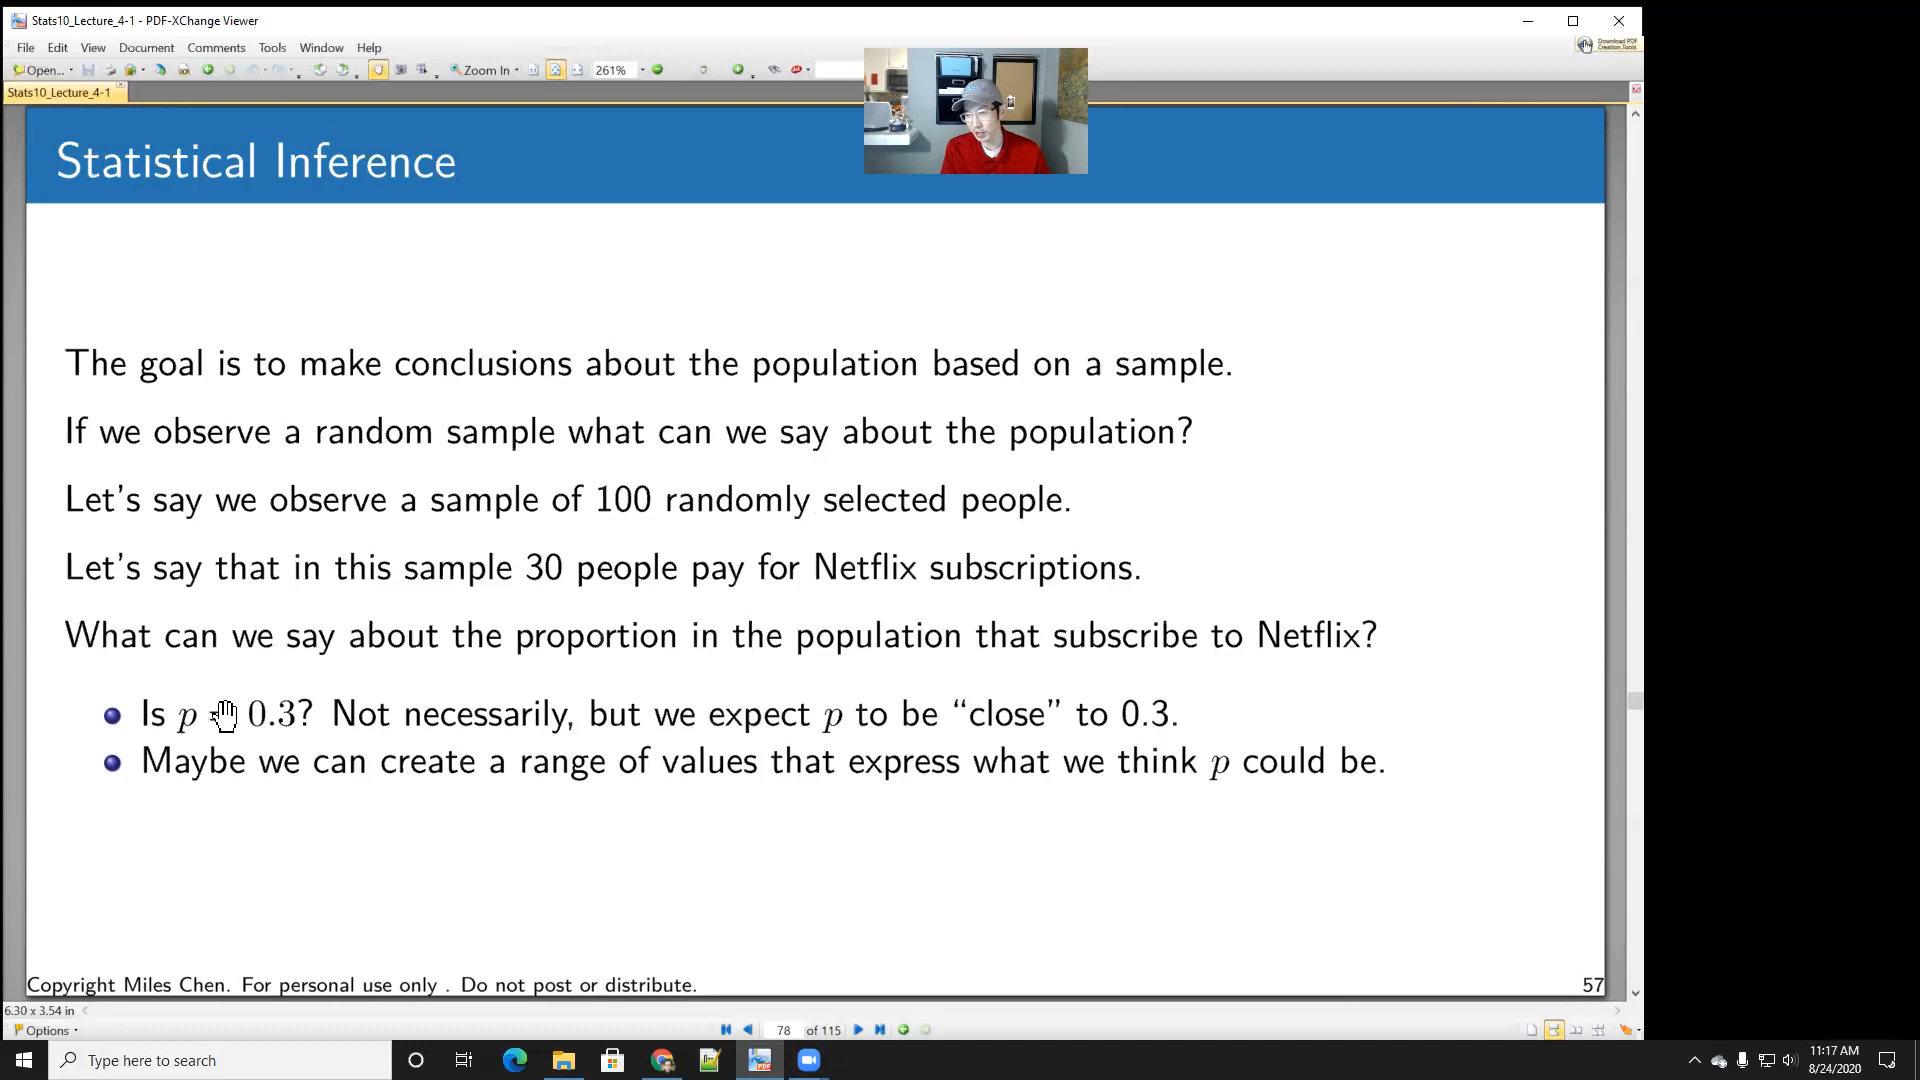 Stats10_Lecture_4-1 - PDF-XChange Viewer
File Edit View Document Comments Tools Window Help
Download PDF
Creation Tools
Open... OCR Zoom In 261%
Stats10_Lecture_4-1
Statistical Inference
The goal is to make conclusions about the population based on a sample.
If we observe a random sample what can we say about the population?
Let's say we observe a sample of 100 randomly selected people.
Let's say that in this sample 30 people pay for Netflix subscriptions.
What can we say about the proportion in the population that subscribe to Netflix?
Is p = 0.3? Not necessarily, but we expect p to be “close” to 0.3.
Maybe we can create a range of values that express what we think p could be.
Copyright Miles Chen. For personal use only . Do not post or distribute.
57
6.30 x 3.54 in
Options
78 of 115
Type here to search
PDF
11:17 AM
8/24/2020